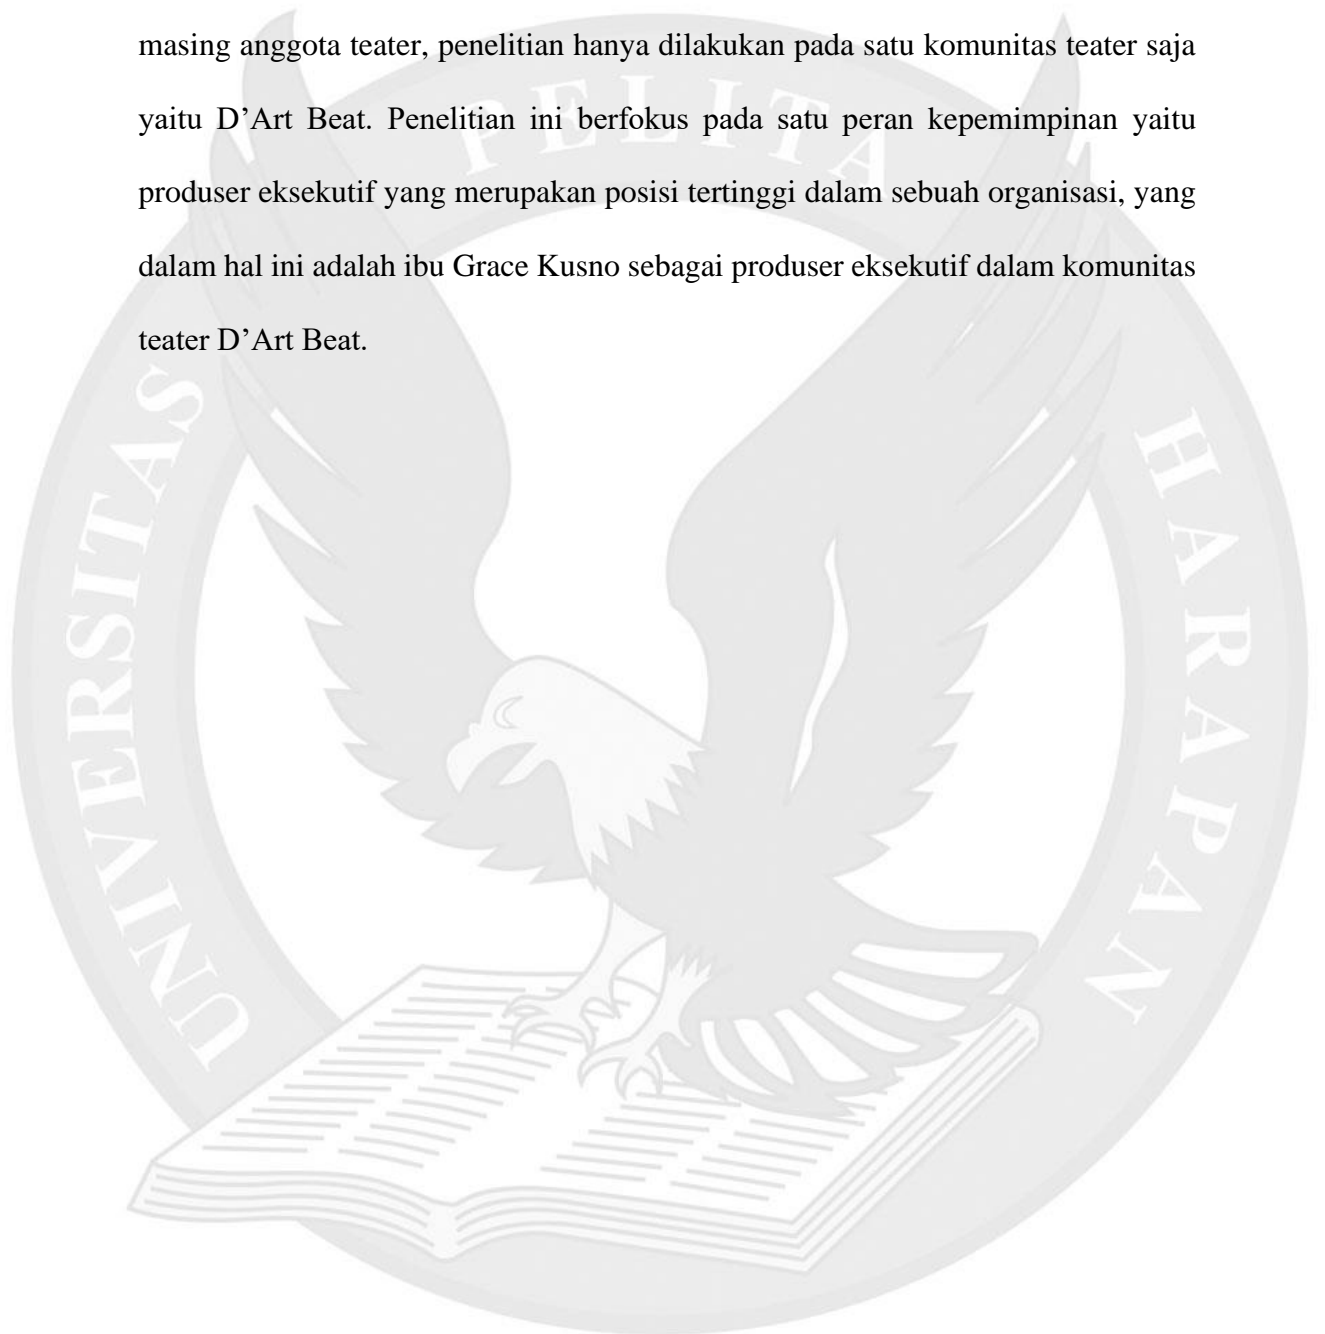 masing anggota teater, penelitian hanya dilakukan pada satu komunitas teater saja
yaitu D’Art Beat. Penelitian ini berfokus pada satu peran kepemimpinan yaitu
produser eksekutif yang merupakan posisi tertinggi dalam sebuah organisasi, yang
dalam hal ini adalah ibu Grace Kusno sebagai produser eksekutif dalam komunitas
teater D’Art Beat.
UNIVERSITAS
PELITA
HARAPAN